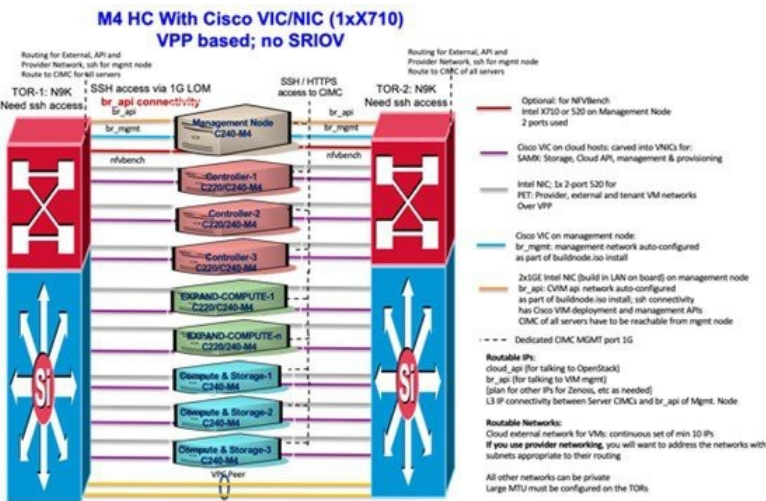 M4 HC With Cisco VIC/NIC (1xX710)
VPP based; no SRIOV
Routing for External, API and
Provider Network, ssh for mgmt node
Route to CIMC for all servers
TOR-1: N9K
Need ssh access
SSH access via 1G LOM
br_api connectivity
SSH / HTTPS
access to CIMC
Routing for External, API and
Provider Network, ssh for mgmt node
Route to CIMC of all servers
TOR-2: N9K
Need ssh access
br_api
br_mgmt
nfvbench
br_api
br_mgmt
nfvbench
Management Node
C240-M4
Controller-1
C220/240-M4
Controller-2
C220/240-M4
Controller-3
C220/C240-M4
EXPAND-COMPUTE-1
C220/C240-M4
EXPAND-COMPUTE-n
C220/240-M4
Compute & Storage-1
C240-M4
Compute & Storage-2
C240-M4
Compute & Storage-3
C240-M4
VPC Peer
Si
Si
Optional: for NFVBench
Intel X710 or 520 on Management Node
2 ports used
Cisco VIC on cloud hosts: carved into VNICs for:
SAMX: Storage, Cloud API, management & provisioning
Intel NIC; 1x 2-port 520 for
PET: Provider, external and tenant VM networks
Over VPP
Cisco VIC on management node:
br_mgmt: management network auto-configured
as part of buildnode.iso install
2x1GE Intel NIC (build in LAN on board) on management node
br_api: CVIM api network auto-configured
as part of buildnode.iso install; ssh connectivity
has Cisco VIM deployment and management APIs
CIMC of all servers have to be reachable from mgmt node
Dedicated CIMC MGMT port 1G
Routable IPs:
cloud_api (for talking to OpenStack)
br_api (for talking to VIM mgmt)
[plan for other IPs for Zenoss, etc as needed]
L3 IP connectivity between Server CIMCs and br_api of Mgmt. Node
Routable Networks:
Cloud external network for VMs: continuous set of min 10 IPs
If you use provider networking, you will want to address the networks with
subnets appropriate to their routing
All other networks can be private
Large MTU must be configured on the TORs